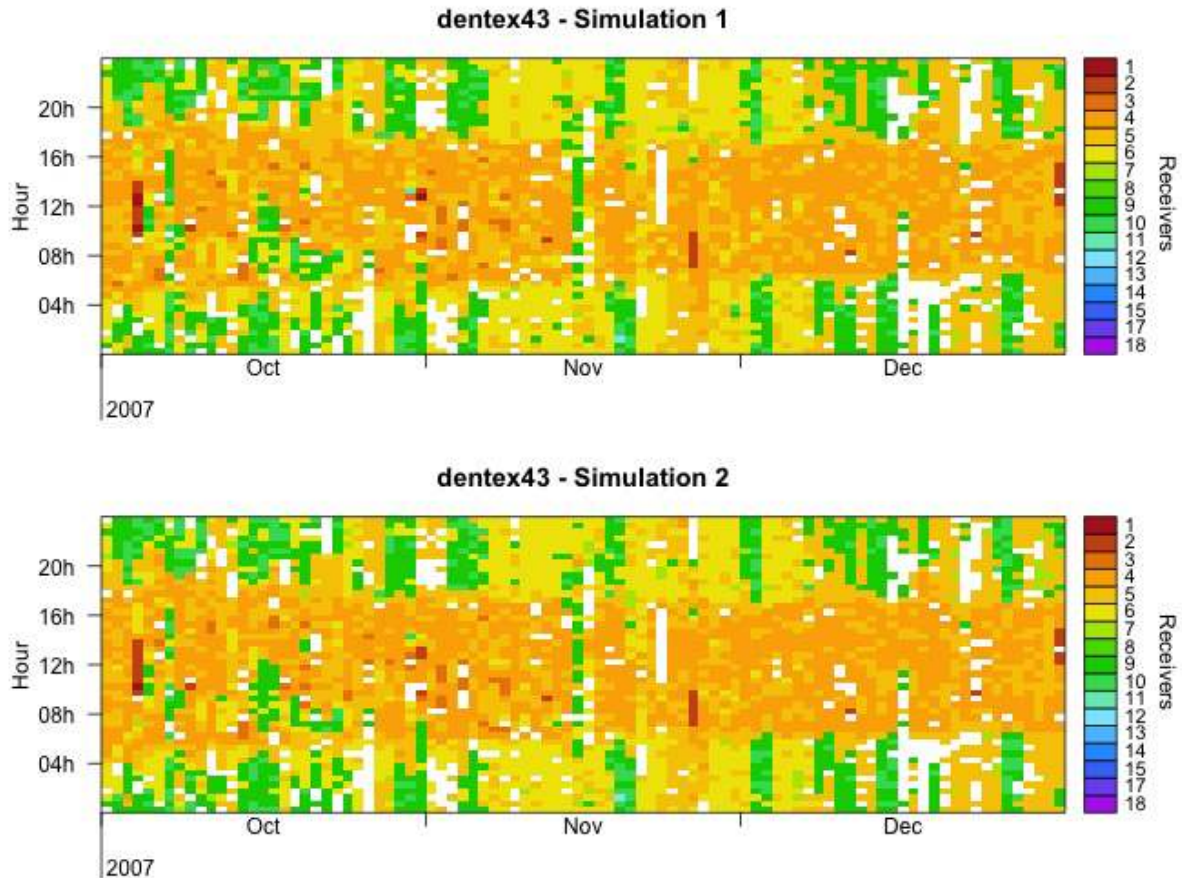 dentex43 - Simulation 1
Hour
20h
16h
12h
08h
04h
Oct
Nov
Dec
2007
1
2
3
4
5
6
7
8
9
10
11
12
13
14
15
17
18
Receivers
dentex43 - Simulation 2
Hour
20h
16h
12h
08h
04h
Oct
Nov
Dec
2007
1
2
3
4
5
6
7
8
9
10
11
12
13
14
15
17
18
Receivers